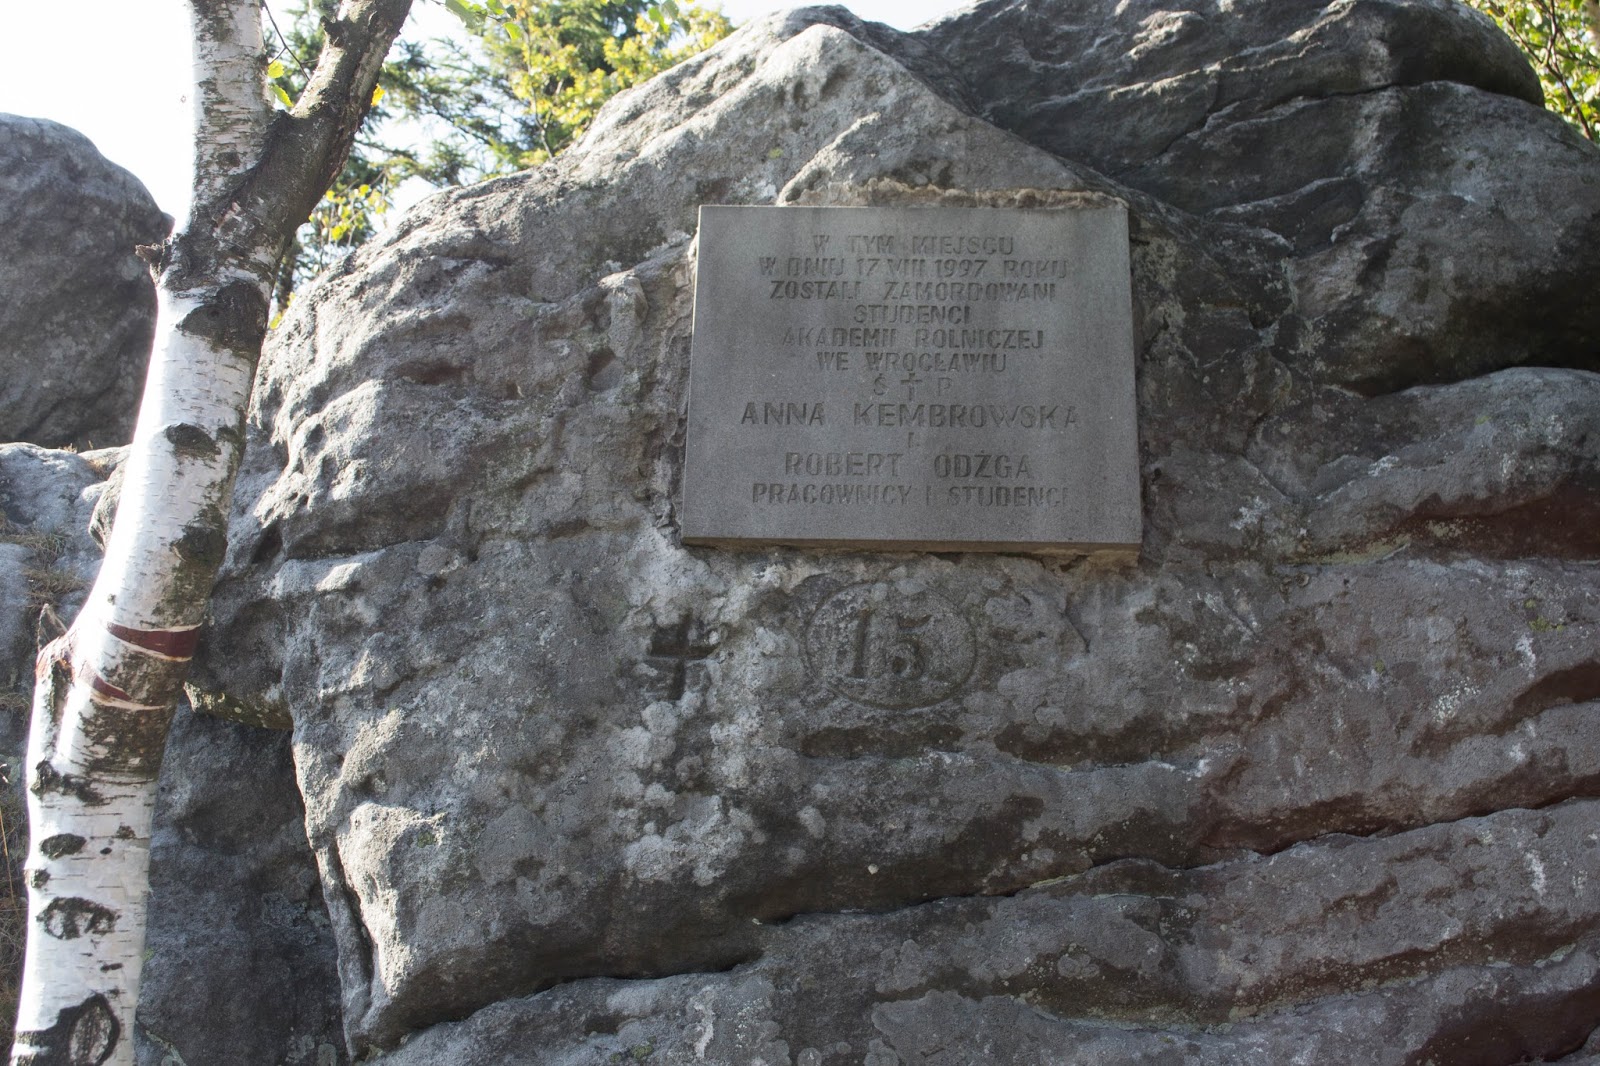 W TYM MIEJSCU
W DNIU 17 VIII 1997 ROKU
ZOSTALI ZAMORDOWANI
STUDENCI
AKADEMII ROLNICZEJ
WE WROCŁAWIU
Ś † P
ANNA KEMBROWSKA
I
ROBERT ODŻGA
PRACOWNICY I STUDENCI
15